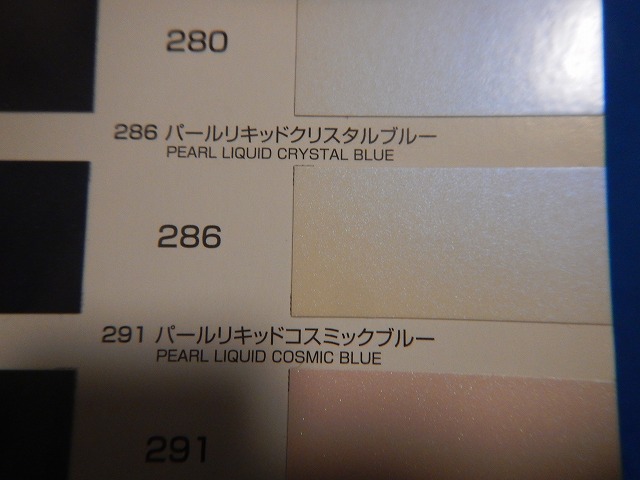 280
286 パールリキッドクリスタルブルー
PEARL LIQUID CRYSTAL BLUE
286
291 パールリキッドコスミックブルー
PEARL LIQUID COSMIC BLUE
291